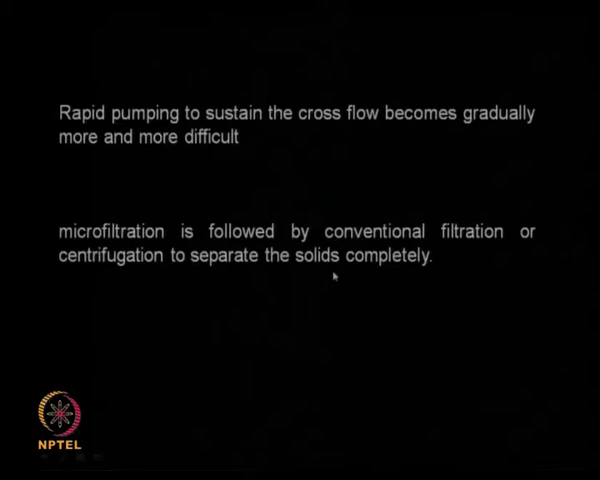 Rapid pumping to sustain the cross flow becomes gradually
more and more difficult
microfiltration is followed by conventional filtration or
centrifugation to separate the solids completely.
NPTEL